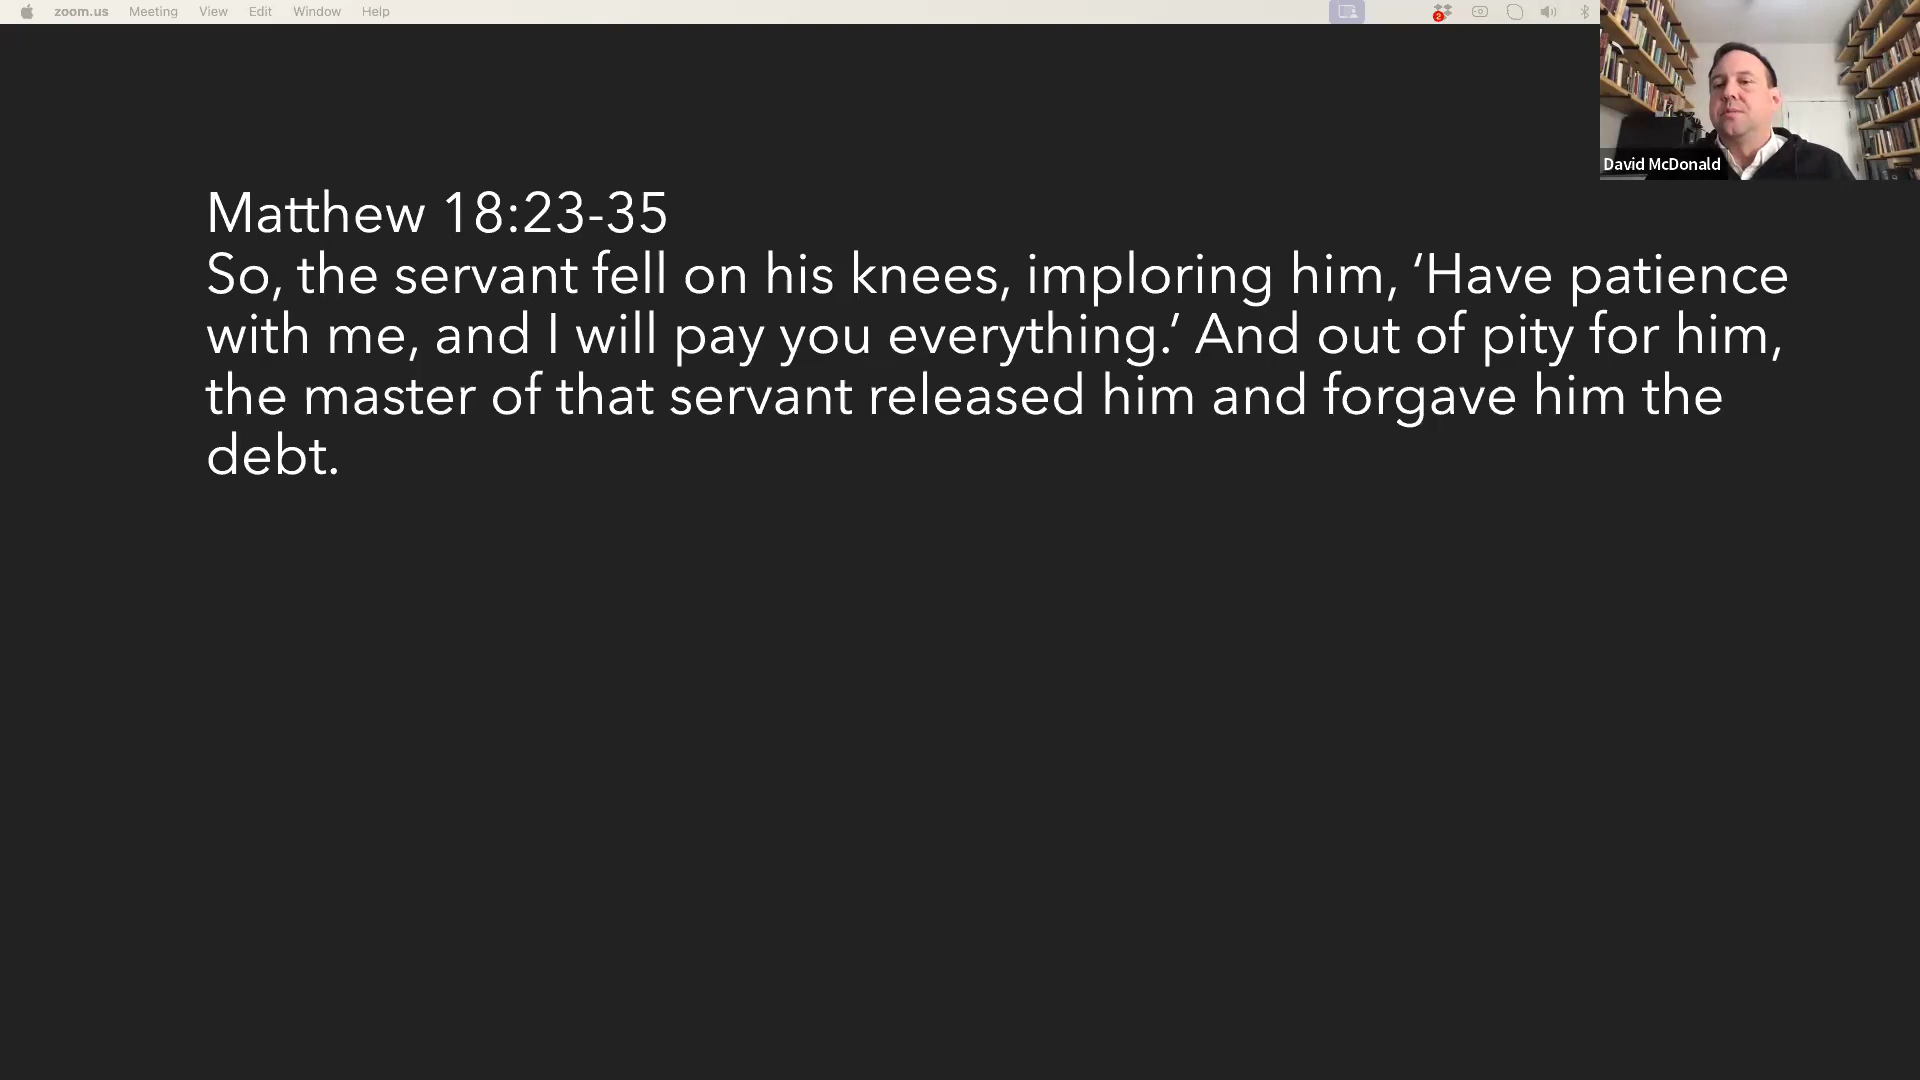 zoom.us Meeting View Edit Window Help
2
David McDonald
Matthew 18:23-35
So, the servant fell on his knees, imploring him, ‘Have patience
with me, and I will pay you everything.’ And out of pity for him,
the master of that servant released him and forgave him the
debt.